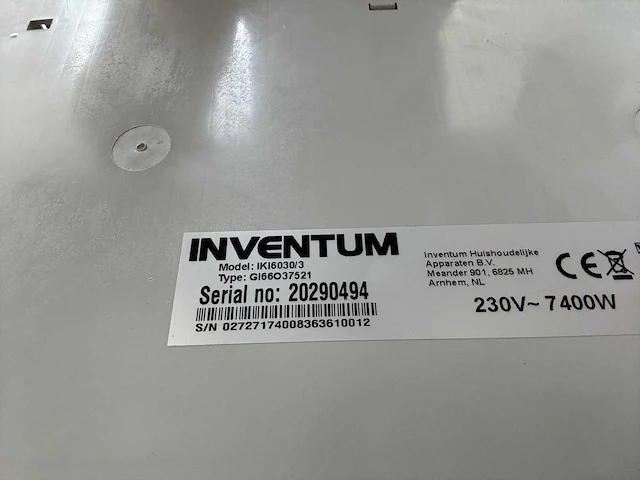 INVENTUM
Model: IKI6030/3
Type: GI66O37521
Serial no: 20290494
S/N 02727174008363610012
Inventum Huishoudelijke
Apparaten B.V.
Meander 901, 6825 MH
Arnhem, NL
CE
230V~ 7400W